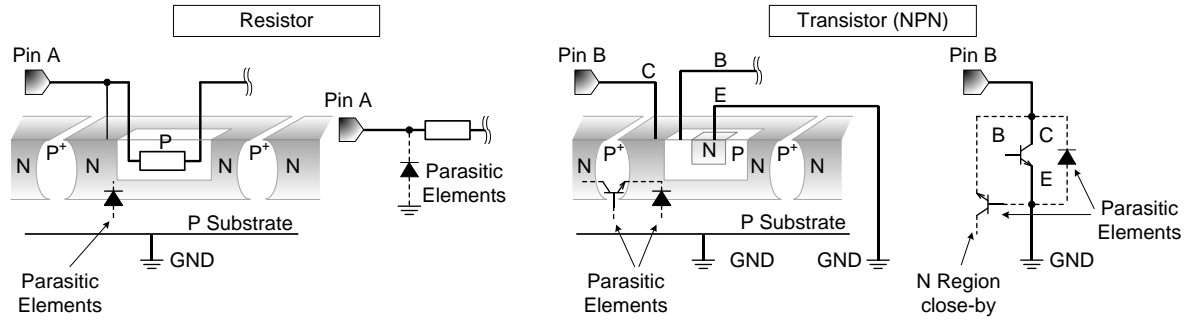 Resistor
Transistor (NPN)
Pin A
Pin B
C
B
E
Pin B
Pin A
N
P+
N
P
N
P+
N
Parasitic
Elements
N
P+
N
N
P
P+
N
B
C
E
P Substrate
GND
Parasitic
Elements
P Substrate
GND
GND
Parasitic
Elements
Parasitic
Elements
GND
N Region
close-by